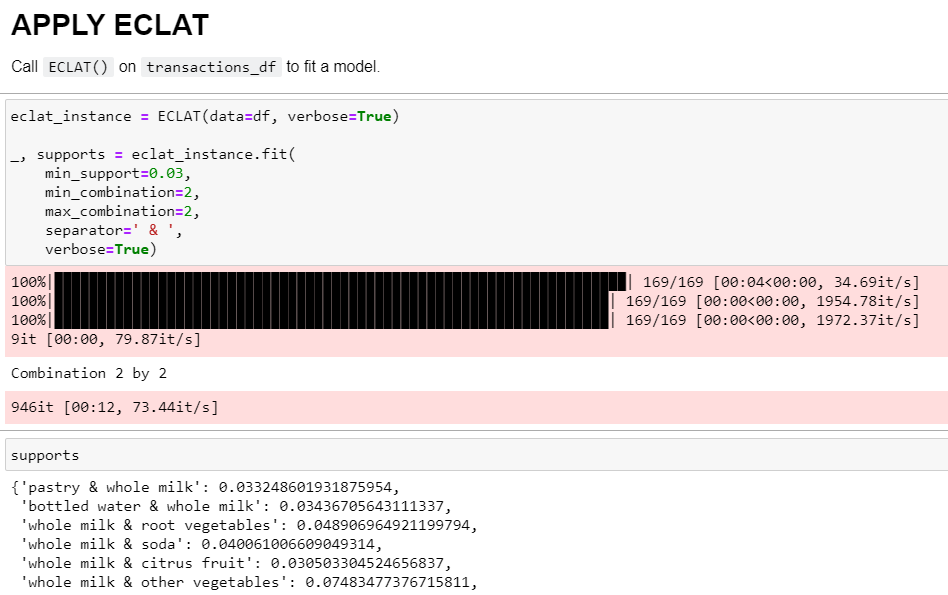 APPLY ECLAT
Call ECLAT() on transactions_df to fit a model.
eclat_instance = ECLAT(data=df, verbose=True)
_, supports = eclat_instance.fit(
min_support=0.03,
min_combination=2,
max_combination=2,
separator=' & ',
verbose=True)
100%| | 169/169 [00:04<00:00, 34.69it/s]
100%| | 169/169 [00:00<00:00, 1954.78it/s]
100%| | 169/169 [00:00<00:00, 1972.37it/s]
9it [00:00, 79.87it/s]
Combination 2 by 2
946it [00:12, 73.44it/s]
supports
{'pastry & whole milk': 0.033248601931875954,
'bottled water & whole milk': 0.03436705643111337,
'whole milk & root vegetables': 0.048906964921199794,
'whole milk & soda': 0.040061006609049314,
'whole milk & citrus fruit': 0.030503304524656837,
'whole milk & other vegetables': 0.07483477376715811,